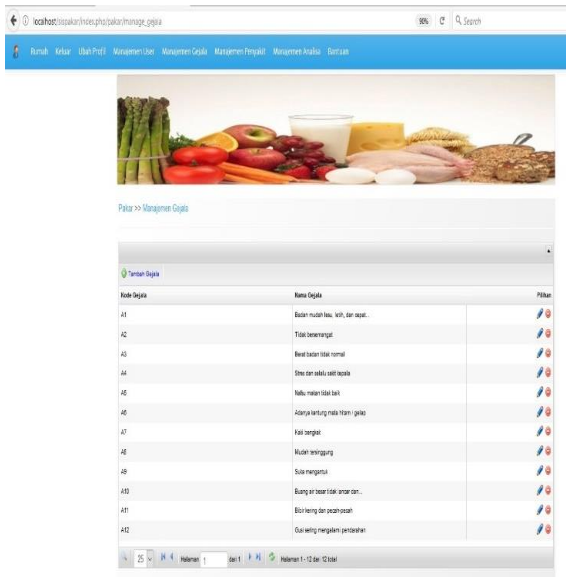 localhost/sispakar/index.php/pakar/manage_gejala 90% Search
Rumah Keluar Ubah Profil Manajemen User Manajemen Gejala Manajemen Penyakit Manajemen Analisa Bantuan
Pakar >> Manajemen Gejala
Tambah Gejala
Kode Gejala Nama Gejala Pilihan
A1 Badan mudah lesu, letih, dan cepat...
A2 Tidak bersemangat
A3 Berat badan tidak normal
A4 Stres dan selalu sakit kepala
A5 Nafsu makan tidak baik
A6 Adanya kantung mata hitam / gelap
A7 Kaki bengkak
A8 Mudah tersinggung
A9 Suka mengantuk
A10 Buang air besar tidak lancar dan...
A11 Bibir kering dan pecah-pecah
A12 Gusi sering mengalami pendarahan
25 Halaman 1 dari 1 Halaman 1 - 12 dari 12 total